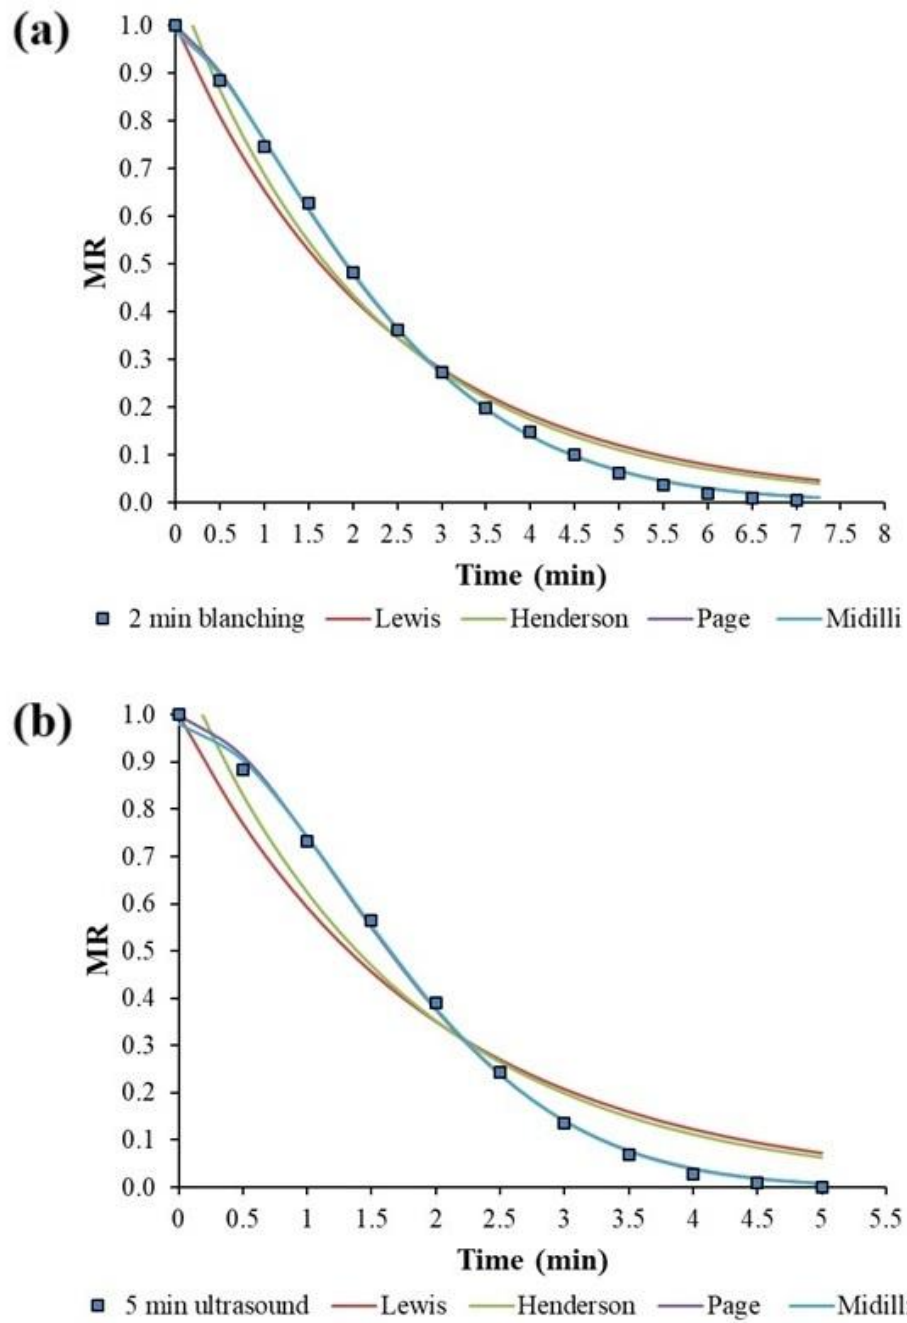 (a)
1.0
0.9
0.8
0.7
0.6
0.5
0.4
0.3
0.2
0.1
0.0
MR
0 0.5 1 1.5 2 2.5 3 3.5 4 4.5 5 5.5 6 6.5 7 7.5 8
Time (min)
2 min blanching Lewis Henderson Page Midilli
(b)
1.0
0.9
0.8
0.7
0.6
0.5
0.4
0.3
0.2
0.1
0.0
MR
0 0.5 1 1.5 2 2.5 3 3.5 4 4.5 5 5.5
Time (min)
5 min ultrasound Lewis Henderson Page Midill